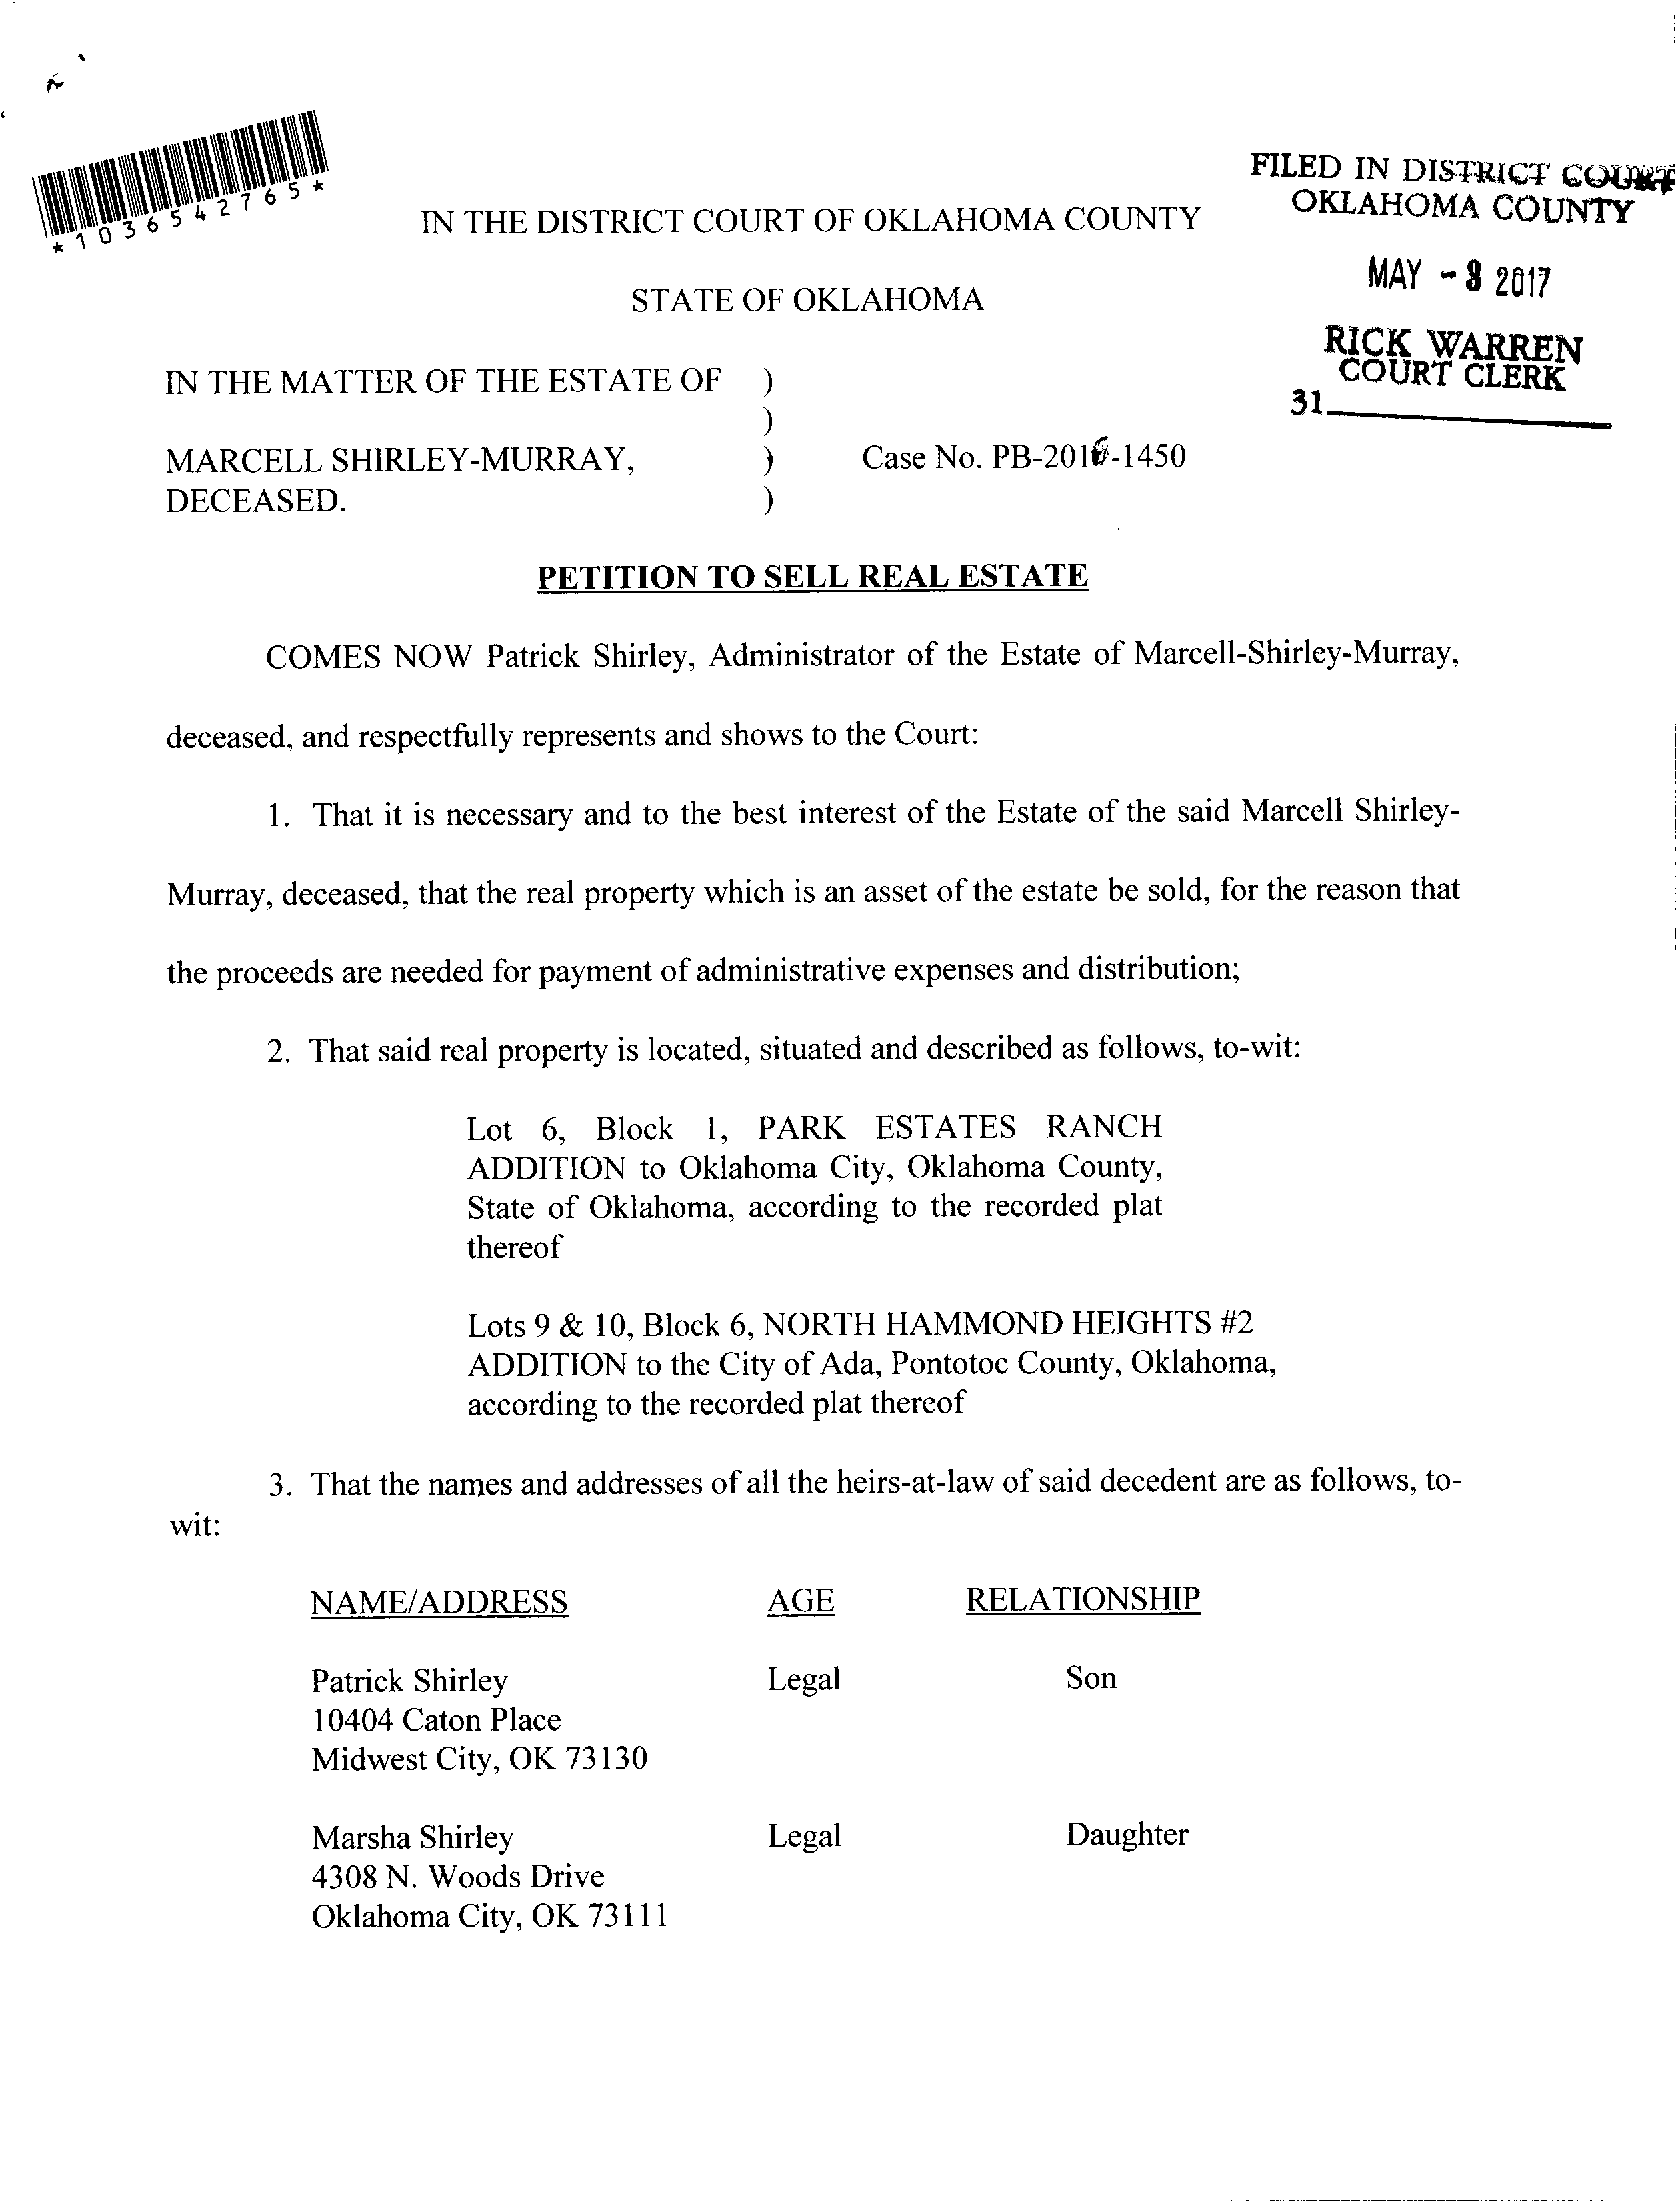 *1036542765*
FILED IN DISTRICT COURT
OKLAHOMA COUNTY
MAY - 2017
RICK WARREN
COURT CLERK
31
IN THE DISTRICT COURT OF OKLAHOMA COUNTY
STATE OF OKLAHOMA
IN THE MATTER OF THE ESTATE OF )
)
MARCELL SHIRLEY-MURRAY, ) Case No. PB-2016-1450
DECEASED. )
PETITION TO SELL REAL ESTATE
COMES NOW Patrick Shirley, Administrator of the Estate of Marcell-Shirley-Murray,
deceased, and respectfully represents and shows to the Court:
1. That it is necessary and to the best interest of the Estate of the said Marcell Shirley-
Murray, deceased, that the real property which is an asset of the estate be sold, for the reason that
the proceeds are needed for payment of administrative expenses and distribution;
2. That said real property is located, situated and described as follows, to-wit:
Lot 6, Block 1, PARK ESTATES RANCH
ADDITION to Oklahoma City, Oklahoma County,
State of Oklahoma, according to the recorded plat
thereof
Lots 9 & 10, Block 6, NORTH HAMMOND HEIGHTS #2
ADDITION to the City of Ada, Pontotoc County, Oklahoma,
according to the recorded plat thereof
3. That the names and addresses of all the heirs-at-law of said decedent are as follows, to-
wit:
NAME/ADDRESS AGE RELATIONSHIP
Patrick Shirley Legal Son
10404 Caton Place
Midwest City, OK 73130
Marsha Shirley Legal Daughter
4308 N. Woods Drive
Oklahoma City, OK 73111